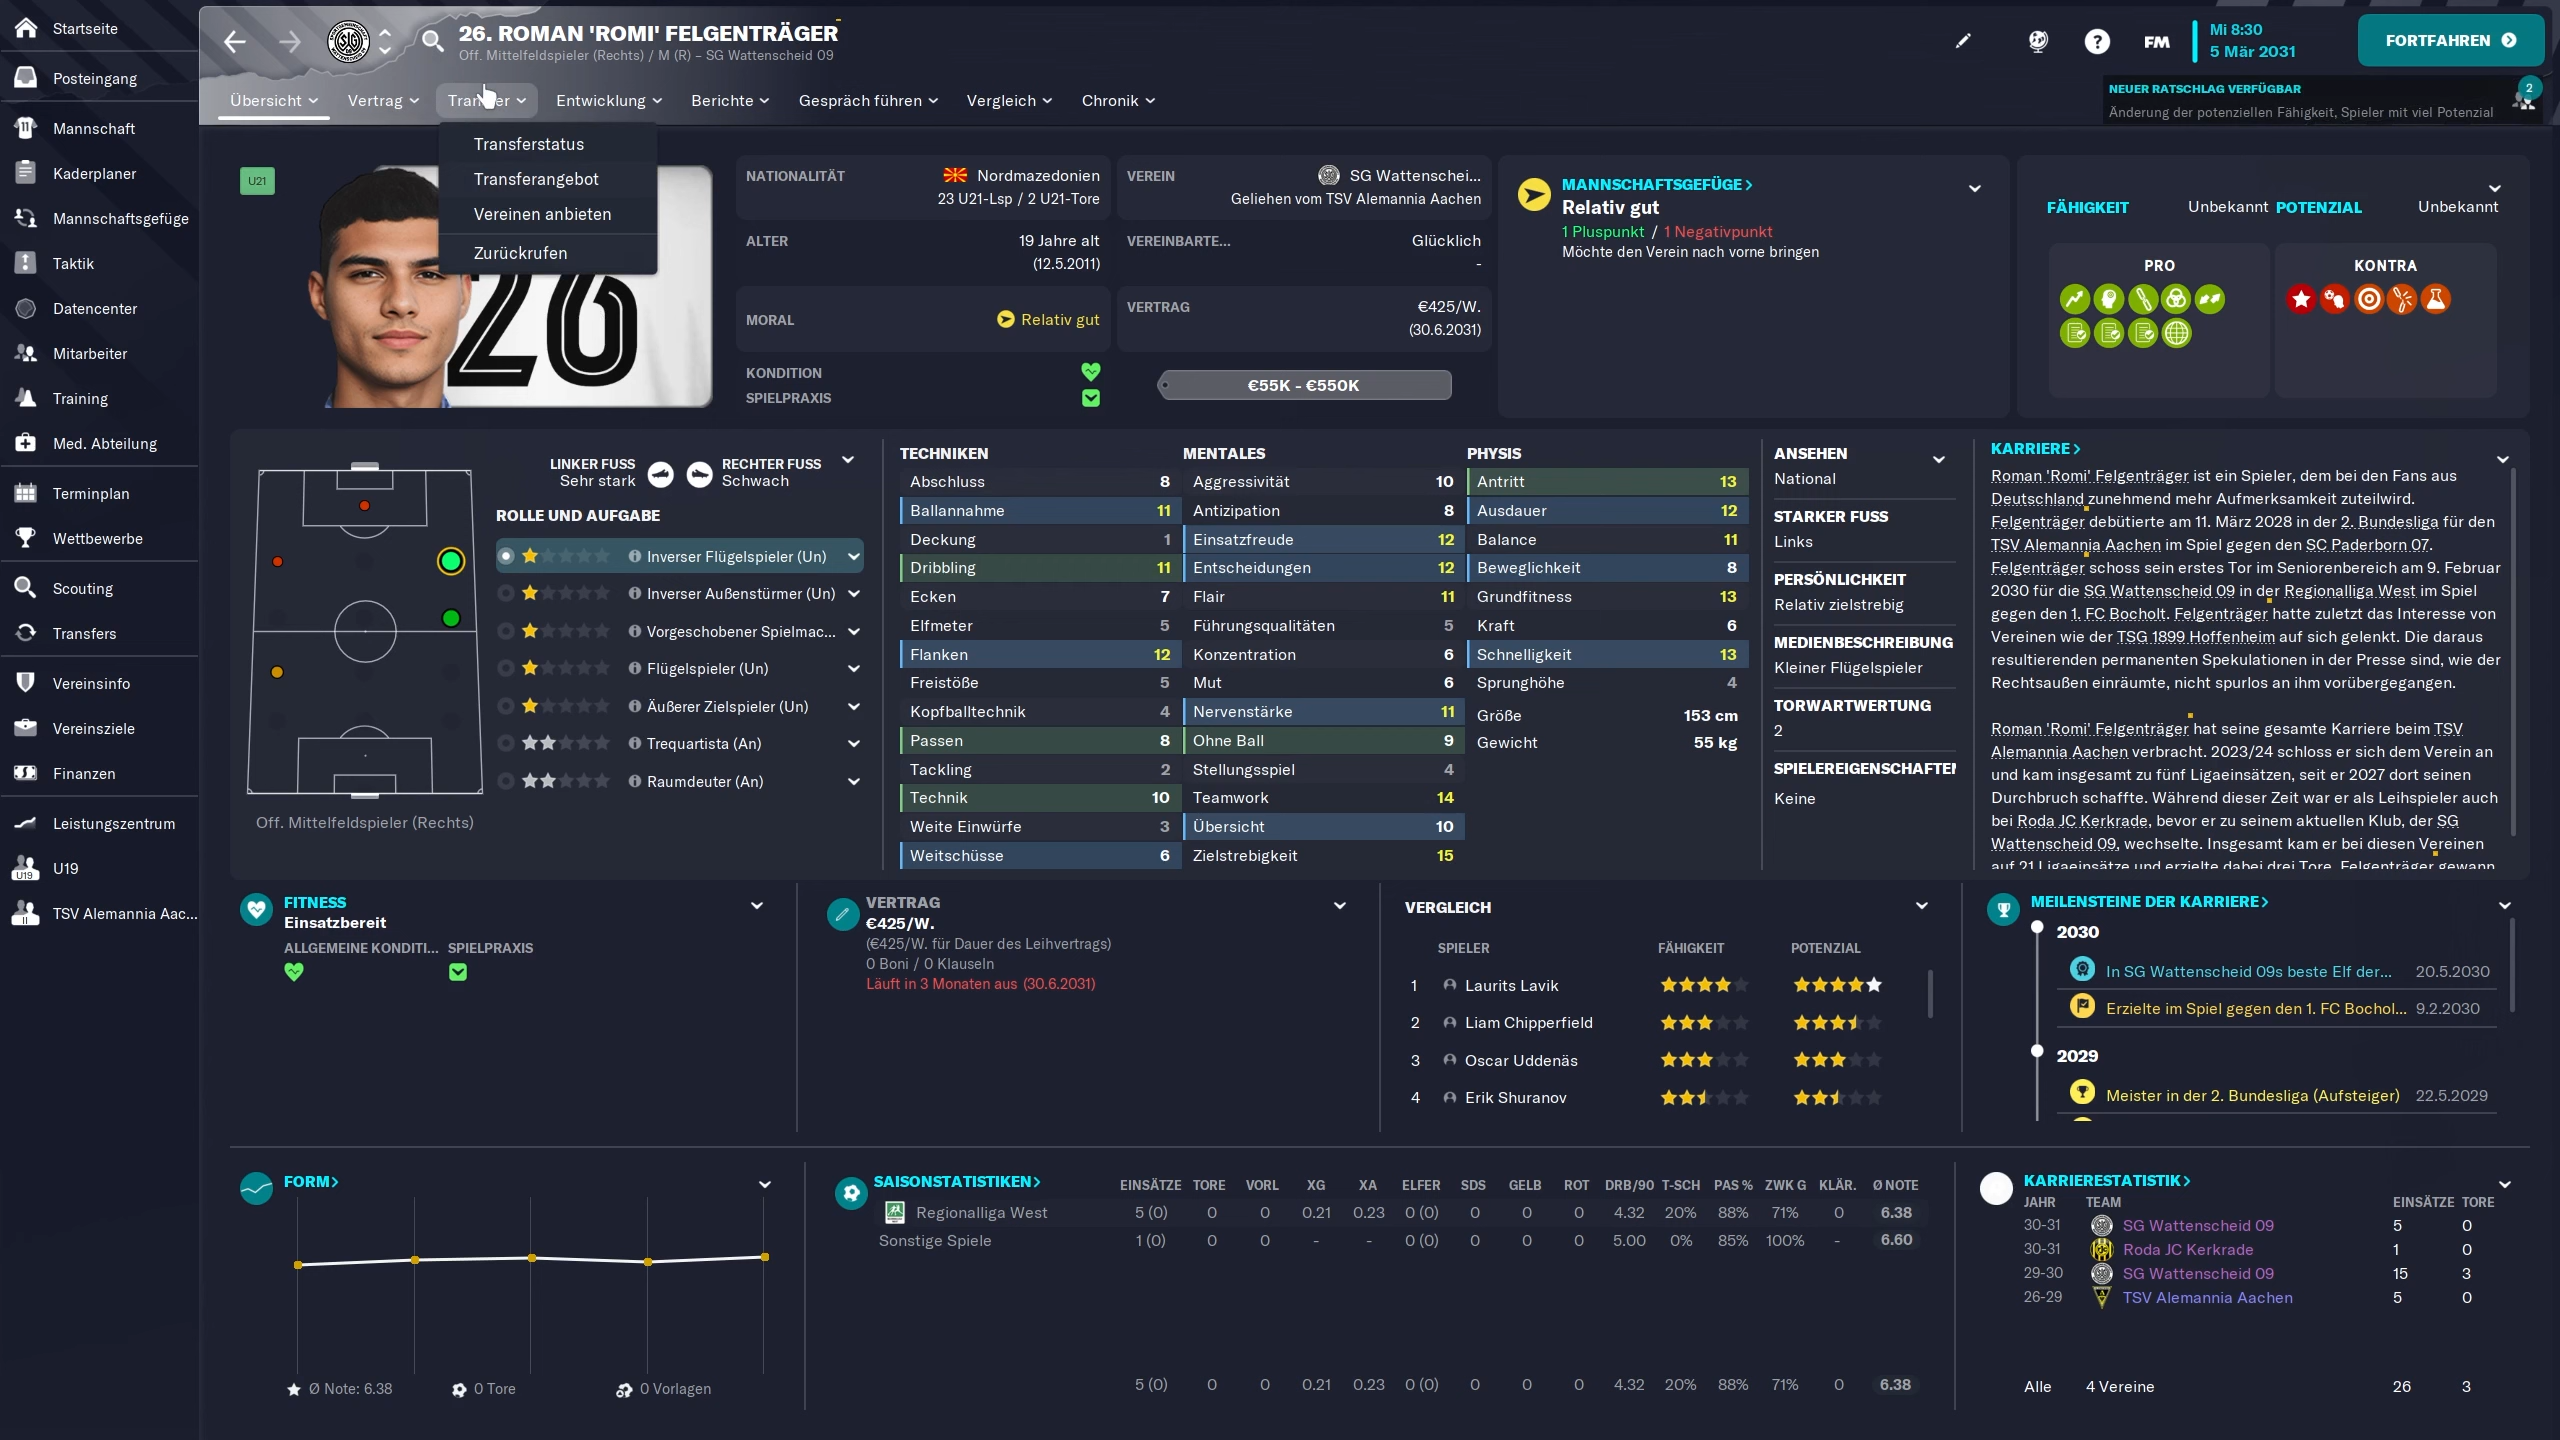 Startseite
Posteingang
Mannschaft
Kaderplaner
Mannschaftsgefüge
Taktik
Datencenter
Mitarbeiter
Training
Med. Abteilung
Terminplan
Wettbewerbe
Scouting
Transfers
Vereinsinfo
Vereinsziele
Finanzen
Leistungszentrum
U19
TSV Alemannia Aac...
26. ROMAN 'ROMI' FELGENTRÄGER
Off. Mittelfeldspieler (Rechts) / M (R) – SG Wattenscheid 09
FM
Mi 8:30
5 Mär 2031
FORTFAHREN
Übersicht Vertrag Entwicklung Berichte Gespräch führen Vergleich Chronik
NEUER RATSCHLAG VERFÜGBAR
2
Änderung der potenziellen Fähigkeit, Spieler mit viel Potenzial
Transferstatus
Transferangebot
Vereinen anbieten
Zurückrufen
U21
26
NATIONALITÄT Nordmazedonien
23 U21-Lsp / 2 U21-Tore
ALTER 19 Jahre alt
(12.5.2011)
MORAL Relativ gut
KONDITION
SPIELPRAXIS
VEREIN SG Wattenschei...
Geliehen vom TSV Alemannia Aachen
VEREINBARTE... Glücklich
-
VERTRAG €425/W.
(30.6.2031)
€55K - €550K
MANNSCHAFTSGEFÜGE
Relativ gut
1 Pluspunkt / 1 Negativpunkt
Möchte den Verein nach vorne bringen
FÄHIGKEIT Unbekannt POTENZIAL Unbekannt
PRO KONTRA
LINKER FUSS
Sehr stark
RECHTER FUSS
Schwach
ROLLE UND AUFGABE
Inverser Flügelspieler (Un)
Inverser Außenstürmer (Un)
Vorgeschobener Spielmac...
Flügelspieler (Un)
Äußerer Zielspieler (Un)
Trequartista (An)
Raumdeuter (An)
Off. Mittelfeldspieler (Rechts)
TECHNIKEN
Abschluss 8
Ballannahme 11
Deckung 1
Dribbling 11
Ecken 7
Elfmeter 5
Flanken 12
Freistöße 5
Kopfballtechnik 4
Passen 8
Tackling 2
Technik 10
Weite Einwürfe 3
Weitschüsse 6
MENTALES
Aggressivität 10
Antizipation 8
Einsatzfreude 12
Entscheidungen 12
Flair 11
Führungsqualitäten 5
Konzentration 6
Mut 6
Nervenstärke 11
Ohne Ball 9
Stellungsspiel 4
Teamwork 14
Übersicht 10
Zielstrebigkeit 15
PHYSIS
Antritt 13
Ausdauer 12
Balance 11
Beweglichkeit 8
Grundfitness 13
Kraft 6
Schnelligkeit 13
Sprunghöhe 4
Größe 153 cm
Gewicht 55 kg
ANSEHEN
National
STARKER FUSS
Links
PERSÖNLICHKEIT
Relativ zielstrebig
MEDIENBESCHREIBUNG
Kleiner Flügelspieler
TORWARTWERTUNG
2
SPIELEREIGENSCHAFTEN
Keine
KARRIERE
Roman 'Romi' Felgenträger ist ein Spieler, dem bei den Fans aus
Deutschland zunehmend mehr Aufmerksamkeit zuteilwird.
Felgenträger debütierte am 11. März 2028 in der 2. Bundesliga für den
TSV Alemannia Aachen im Spiel gegen den SC Paderborn 07.
Felgenträger schoss sein erstes Tor im Seniorenbereich am 9. Februar
2030 für die SG Wattenscheid 09 in der Regionalliga West im Spiel
gegen den 1. FC Bocholt. Felgenträger hatte zuletzt das Interesse von
Vereinen wie der TSG 1899 Hoffenheim auf sich gelenkt. Die daraus
resultierenden permanenten Spekulationen in der Presse sind, wie der
Rechtsaußen einräumte, nicht spurlos an ihm vorübergegangen.
Roman 'Romi' Felgenträger hat seine gesamte Karriere beim TSV
Alemannia Aachen verbracht. 2023/24 schloss er sich dem Verein an
und kam insgesamt zu fünf Ligaeinsätzen, seit er 2027 dort seinen
Durchbruch schaffte. Während dieser Zeit war er als Leihspieler auch
bei Roda JC Kerkrade, bevor er zu seinem aktuellen Klub, der SG
Wattenscheid 09, wechselte. Insgesamt kam er bei diesen Vereinen
auf 21 Ligaeinsätze und erzielte dabei drei Tore. Felgenträger gewann
FITNESS
Einsatzbereit
ALLGEMEINE KONDITI... SPIELPRAXIS
VERTRAG
€425/W.
(€425/W. für Dauer des Leihvertrags)
0 Boni / 0 Klauseln
Läuft in 3 Monaten aus (30.6.2031)
VERGLEICH
SPIELER FÄHIGKEIT POTENZIAL
1 Laurits Lavik
2 Liam Chipperfield
3 Oscar Uddenäs
4 Erik Shuranov
MEILENSTEINE DER KARRIERE
2030
In SG Wattenscheid 09s beste Elf der... 20.5.2030
Erzielte im Spiel gegen den 1. FC Bochol... 9.2.2030
2029
Meister in der 2. Bundesliga (Aufsteiger) 22.5.2029
FORM
Ø Note: 6.38 0 Tore 0 Vorlagen
SAISONSTATISTIKEN EINSÄTZE TORE VORL XG XA ELFER SDS GELB ROT DRB/90 T-SCH PAS % ZWK G KLÄR. Ø NOTE
Regionalliga West 5 (0) 0 0 0.21 0.23 0 (0) 0 0 0 4.32 20% 88% 71% 0 6.38
Sonstige Spiele 1 (0) 0 0 - - 0 (0) 0 0 0 5.00 0% 85% 100% - 6.60
5 (0) 0 0 0.21 0.23 0 (0) 0 0 0 4.32 20% 88% 71% 0 6.38
KARRIERESTATISTIK
JAHR TEAM EINSÄTZE TORE
30-31 SG Wattenscheid 09 5 0
30-31 Roda JC Kerkrade 1 0
29-30 SG Wattenscheid 09 15 3
26-29 TSV Alemannia Aachen 5 0
Alle 4 Vereine 26 3